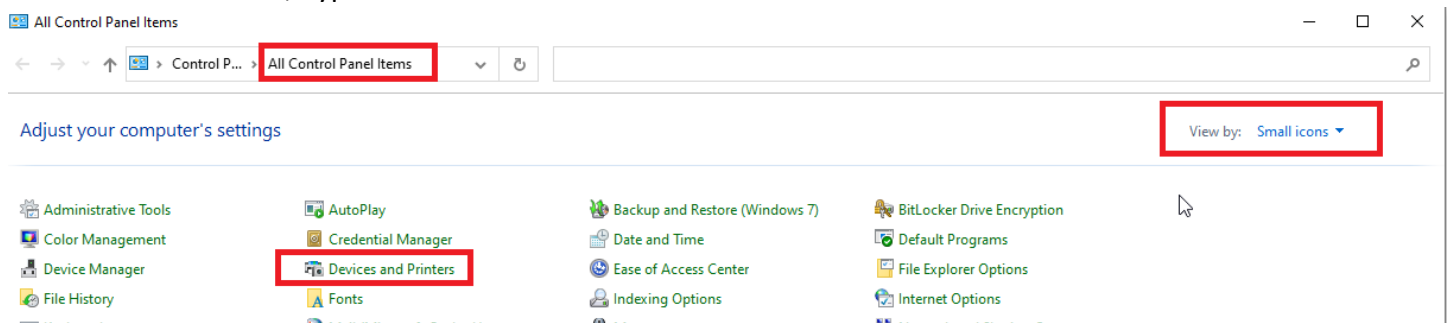 All Control Panel Items
Control P... All Control Panel Items
Adjust your computer's settings
View by: Small icons
Administrative Tools AutoPlay Backup and Restore (Windows 7) BitLocker Drive Encryption
Color Management Credential Manager Date and Time Default Programs
Device Manager Devices and Printers Ease of Access Center File Explorer Options
File History Fonts Indexing Options Internet Options